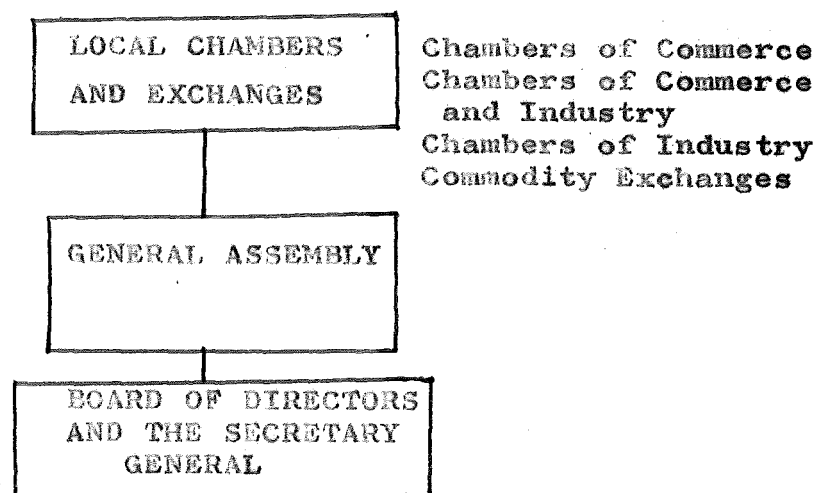 LOCAL CHAMBERS
AND EXCHANGES
Chambers of Commerce
Chambers of Commerce
and Industry
Chambers of Industry
Commodity Exchanges
GENERAL ASSEMBLY
BOARD OF DIRECTORS
AND THE SECRETARY
GENERAL